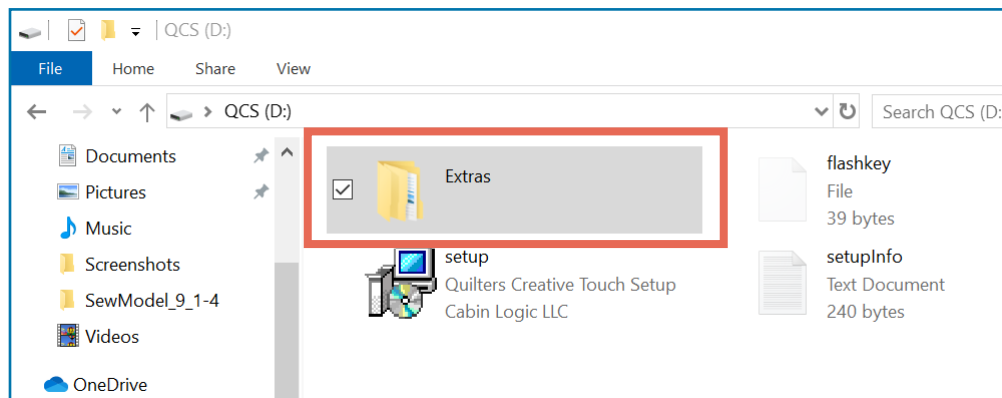 QCS (D:)
File Home Share View
QCS (D:)
Search QCS (D:
Documents
Pictures
Music
Screenshots
SewModel_9_1-4
Videos
OneDrive
Extras
flashkey
File
39 bytes
setup
Quilters Creative Touch Setup
Cabin Logic LLC
setupInfo
Text Document
240 bytes